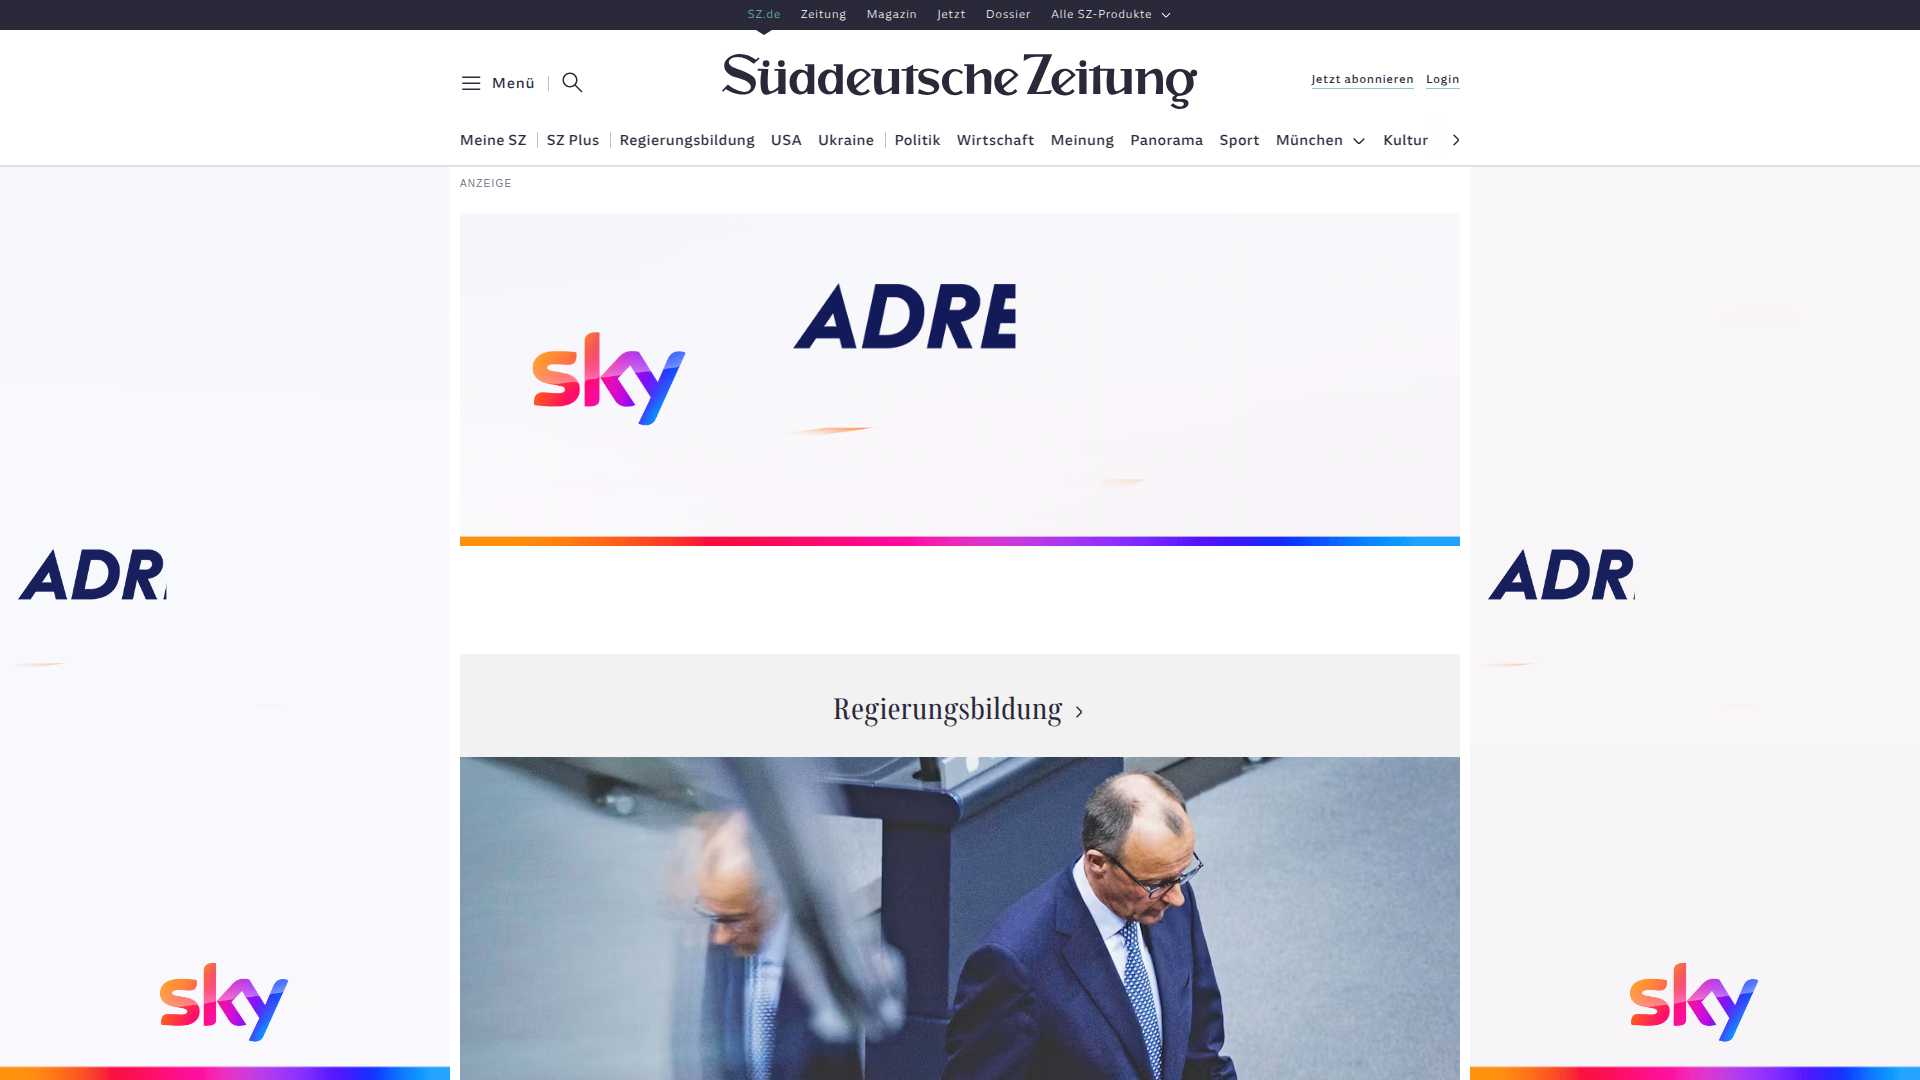 SZ.de Zeitung Magazin Jetzt Dossier Alle SZ-Produkte
Menü
Süddeutsche Zeitung
Jetzt abonnieren Login
Meine SZ SZ Plus Regierungsbildung USA Ukraine Politik Wirtschaft Meinung Panorama Sport München Kultur
ANZEIGE
sky
ADRE
ADR
ADR
Regierungsbildung
sky
sky